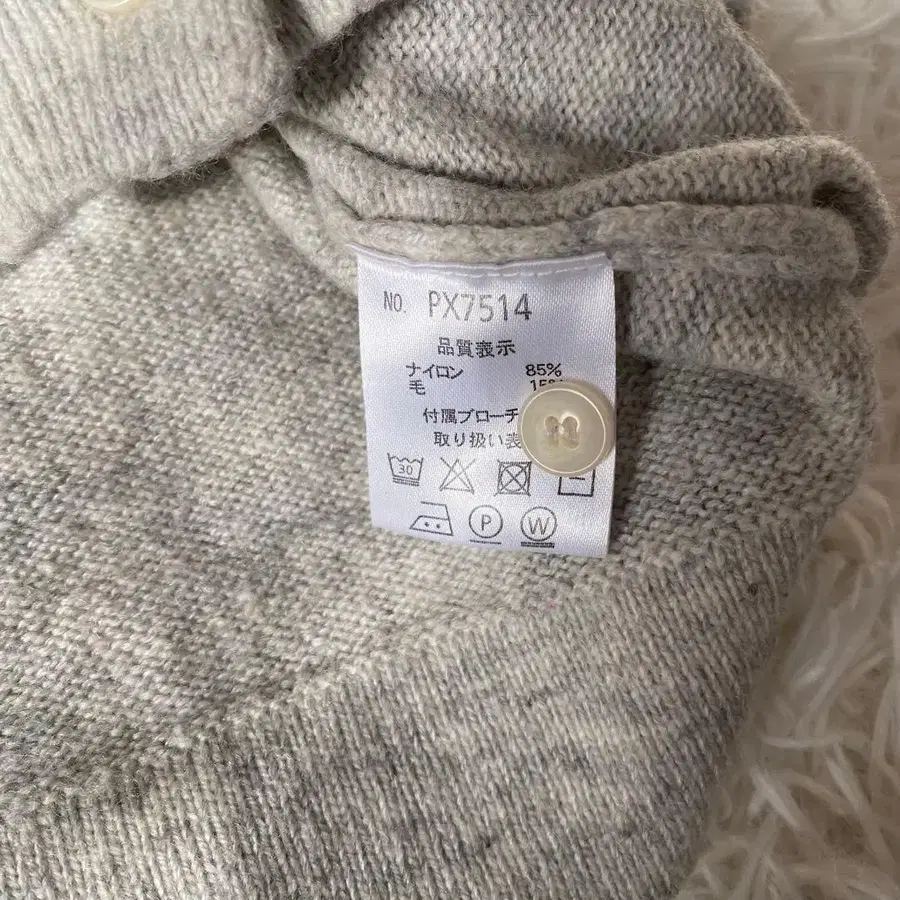 NO. PX7514
品質表示
ナイロン 85%
毛 15%
付属ブローチ
取り扱い表
30
P W